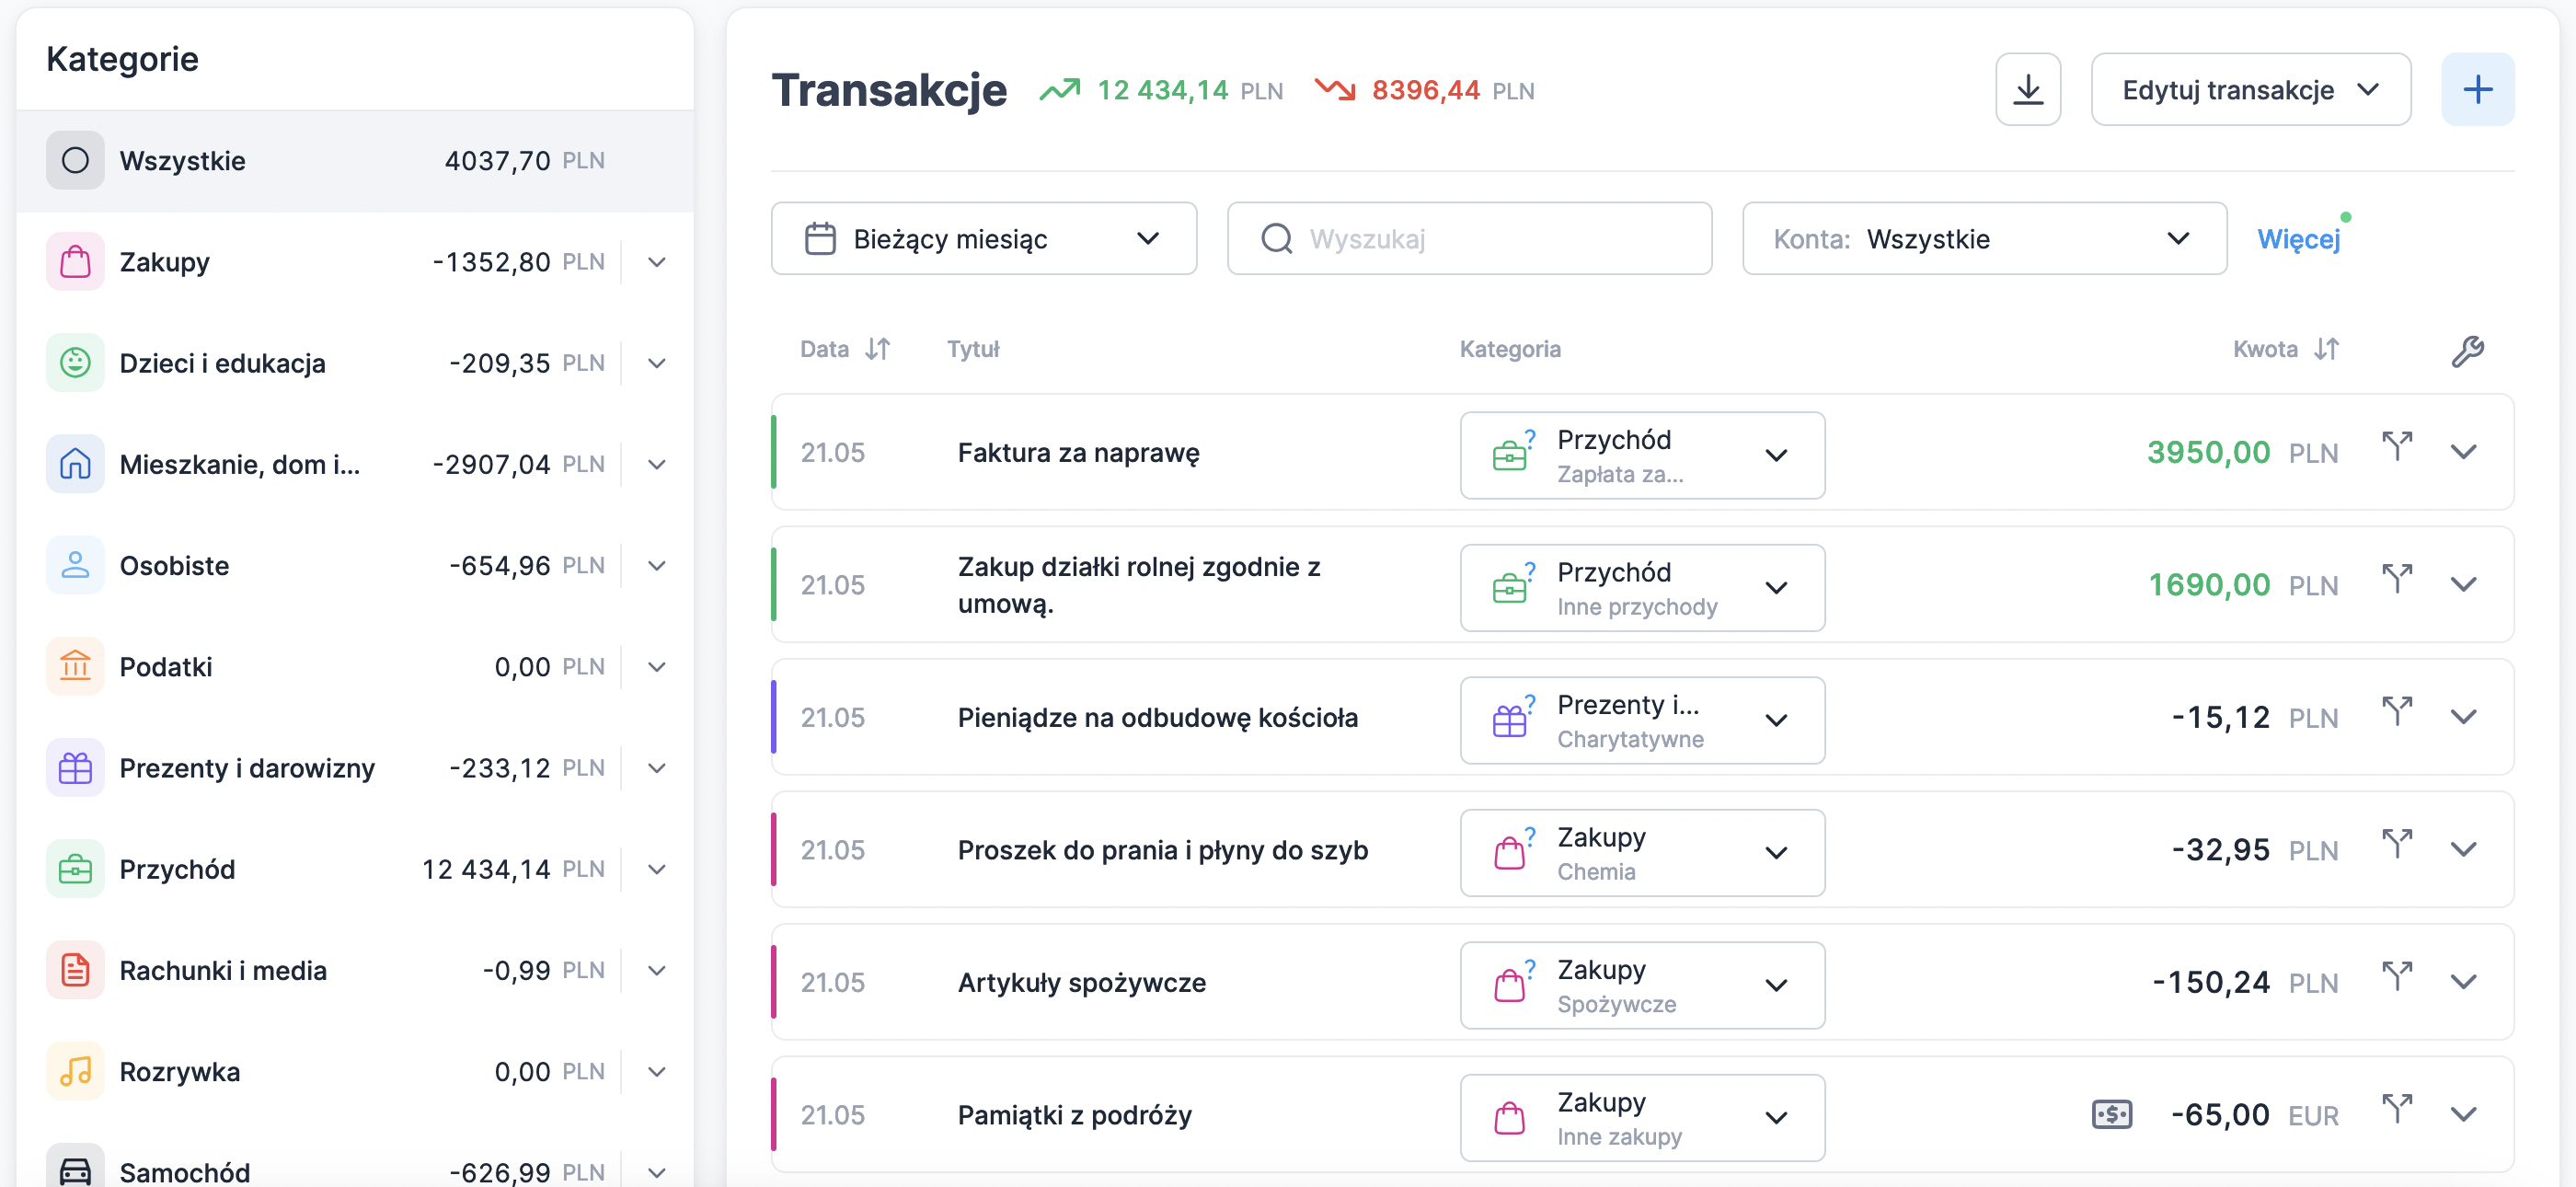 Kategorie
Wszystkie 4037,70 PLN
Zakupy -1352,80 PLN
Dzieci i edukacja -209,35 PLN
Mieszkanie, dom i... -2907,04 PLN
Osobiste -654,96 PLN
Podatki 0,00 PLN
Prezenty i darowizny -233,12 PLN
Przychód 12 434,14 PLN
Rachunki i media -0,99 PLN
Rozrywka 0,00 PLN
Samochód -626,99 PLN
Transakcje 12 434,14 PLN 8396,44 PLN
Edytuj transakcje
Bieżący miesiąc
Wyszukaj
Konta: Wszystkie
Więcej
Data Tytuł Kategoria Kwota
21.05 Faktura za naprawę
? Przychód
Zapłata za...
3950,00 PLN
21.05 Zakup działki rolnej zgodnie z
umową.
? Przychód
Inne przychody
1690,00 PLN
21.05 Pieniądze na odbudowę kościoła
? Prezenty i...
Charytatywne
-15,12 PLN
21.05 Proszek do prania i płyny do szyb
? Zakupy
Chemia
-32,95 PLN
21.05 Artykuły spożywcze
? Zakupy
Spożywcze
-150,24 PLN
21.05 Pamiątki z podróży
Zakupy
Inne zakupy
$ -65,00 EUR